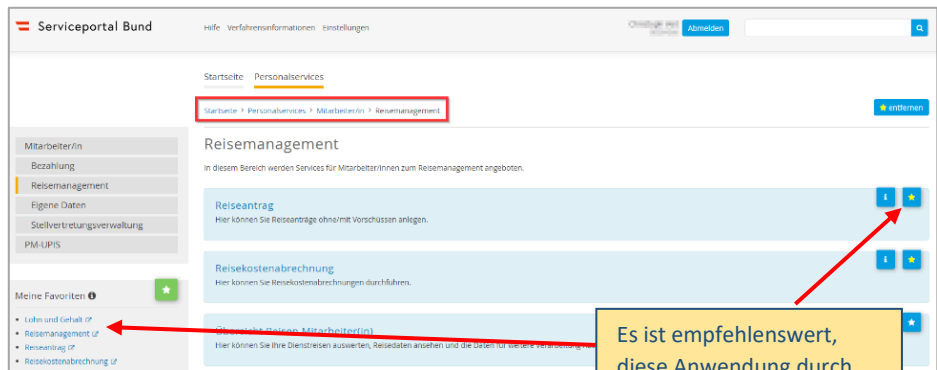 Serviceportal Bund
Hilfe Verfahrensinformationen Einstellungen
Abmelden
Startseite Personalservices
Startseite > Personalservices > Mitarbeiter/in > Reisemanagement
entfernen
Mitarbeiter/in
Bezahlung
Reisemanagement
Eigene Daten
Stellvertretungsverwaltung
PM-UPIS
Meine Favoriten
Lohn und Gehalt
Reisemanagement
Reiseantrag
Reisekostenabrechnung
Reisemanagement
In diesem Bereich werden Services für Mitarbeiter/innen zum Reisemanagement angeboten.
Reiseantrag
Hier können Sie Reiseanträge ohne/mit Vorschüssen anlegen.
Reisekostenabrechnung
Hier können Sie Reisekostenabrechnungen durchführen.
Übersicht Reisen Mitarbeiter(in)
Hier können Sie Ihre Dienstreisen auswerten, Reisedaten ansehen und die Daten für weitere Verarbeitung
Es ist empfehlenswert,
diese Anwendung durch